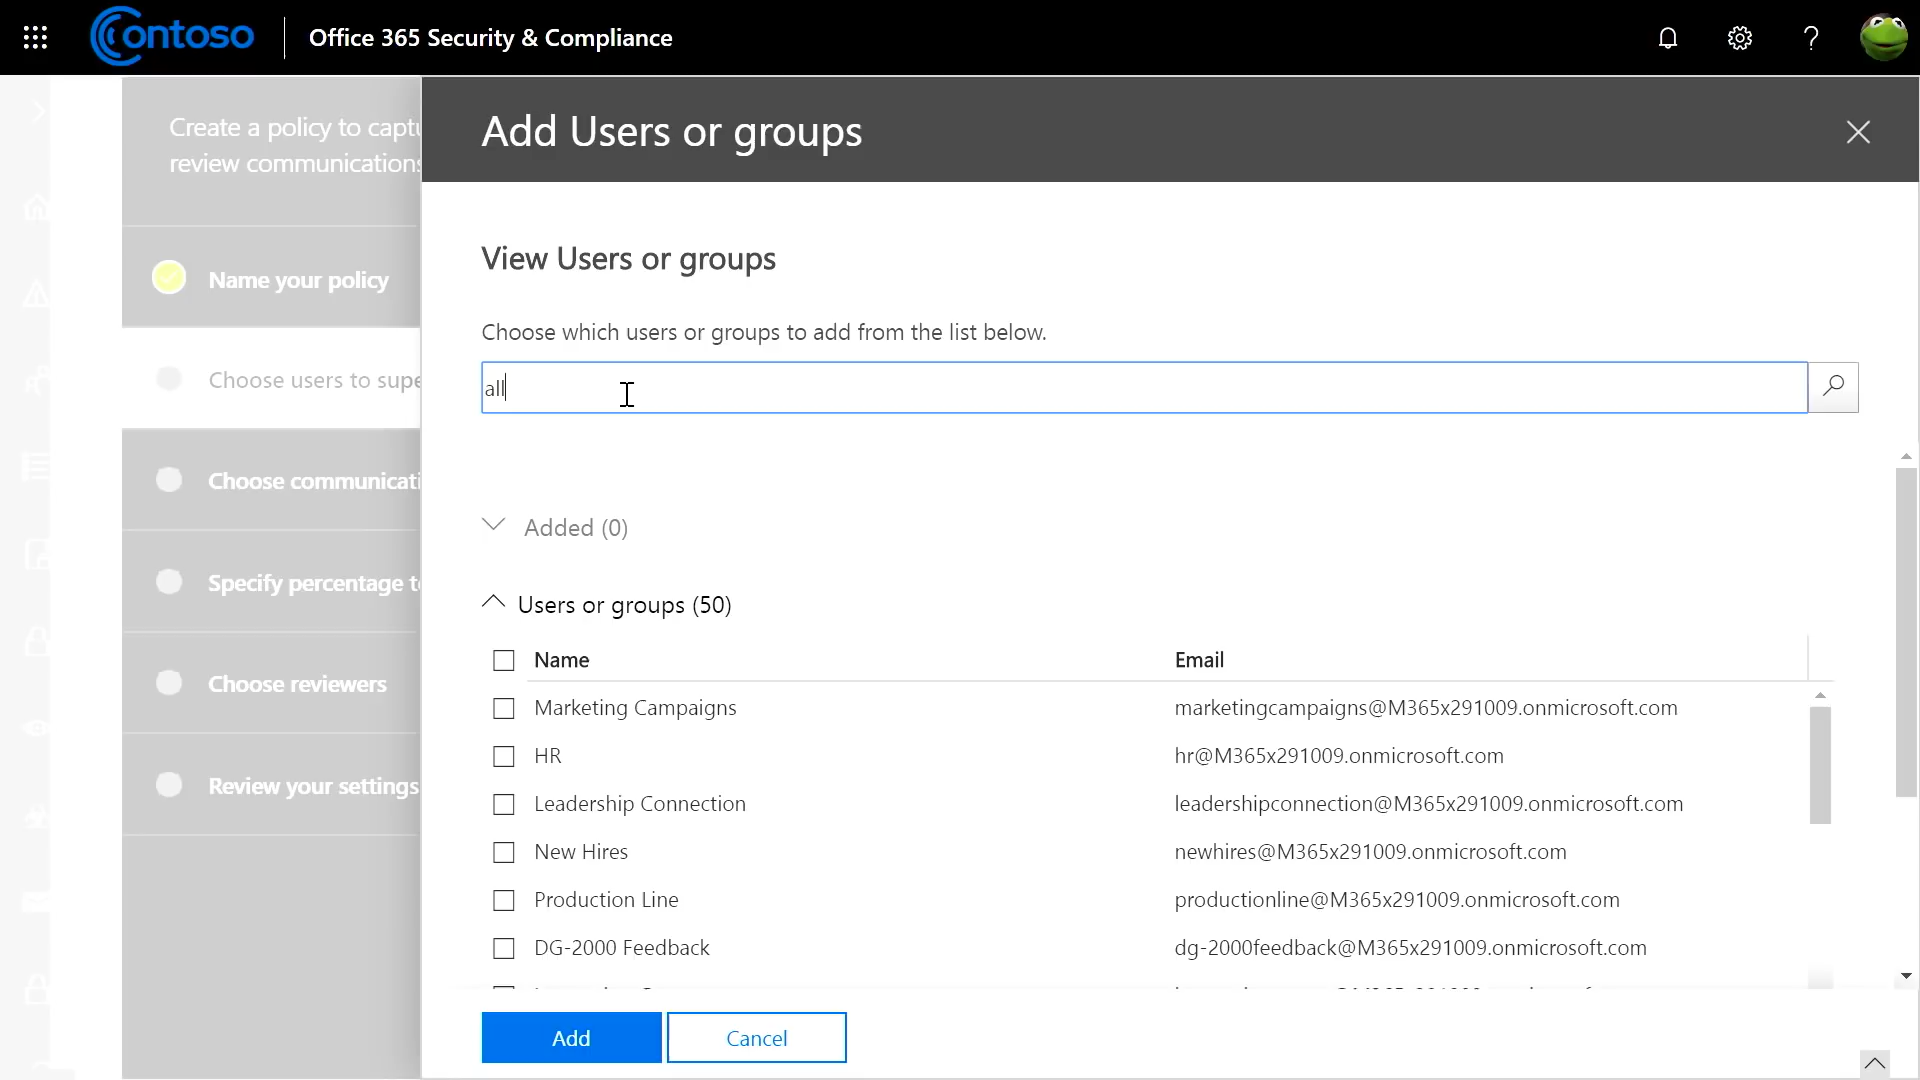 Contoso
Office 365 Security & Compliance
Create a policy to captu
review communications
Name your policy
Choose users to supe
Choose communicati
Specify percentage t
Choose reviewers
Review your settings
Add Users or groups
View Users or groups
Choose which users or groups to add from the list below.
all
Added (0)
Users or groups (50)
Name Email
Marketing Campaigns marketingcampaigns@M365x291009.onmicrosoft.com
HR hr@M365x291009.onmicrosoft.com
Leadership Connection leadershipconnection@M365x291009.onmicrosoft.com
New Hires newhires@M365x291009.onmicrosoft.com
Production Line productionline@M365x291009.onmicrosoft.com
DG-2000 Feedback dg-2000feedback@M365x291009.onmicrosoft.com
Add Cancel